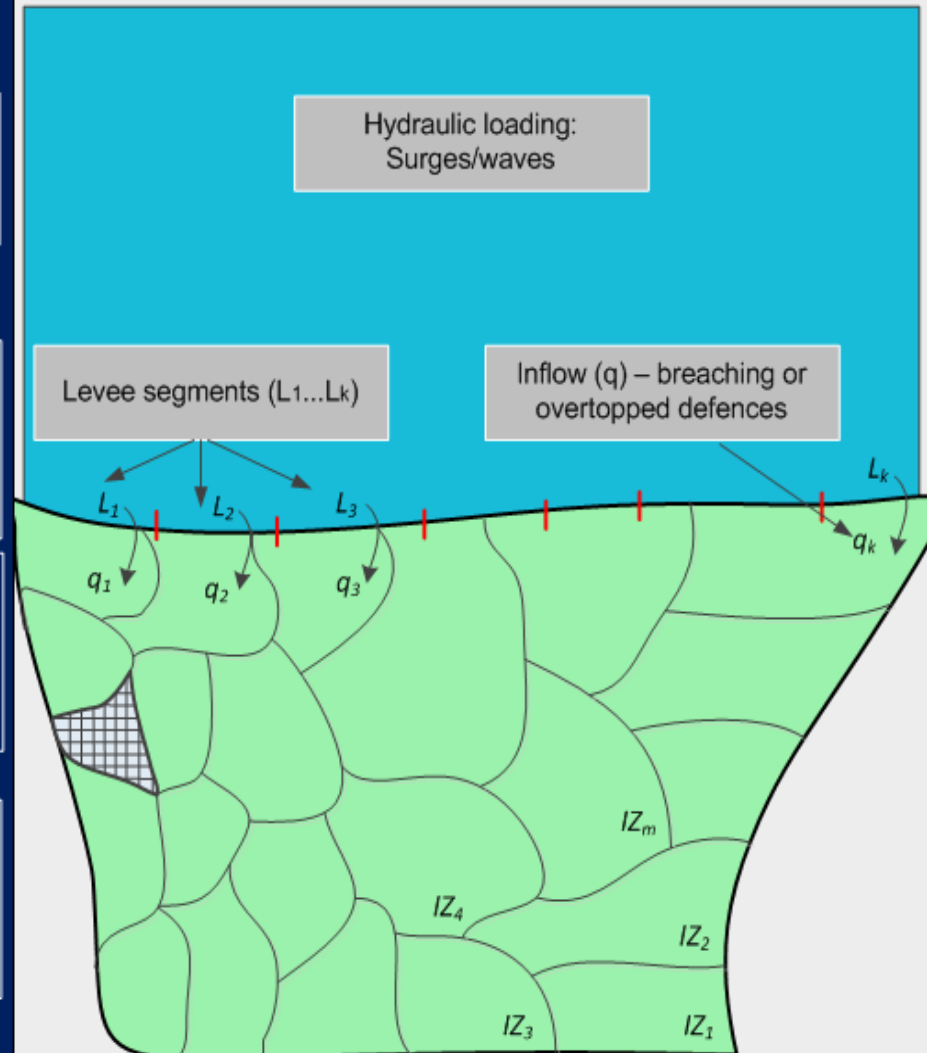 Hydraulic loading:
Surges/waves
Levee segments (L1...Lk)
Inflow (q) – breaching or
overtopped defences
L1
L2
L3
Lk
q1
q2
q3
qk
IZm
IZ4
IZ2
IZ3
IZ1